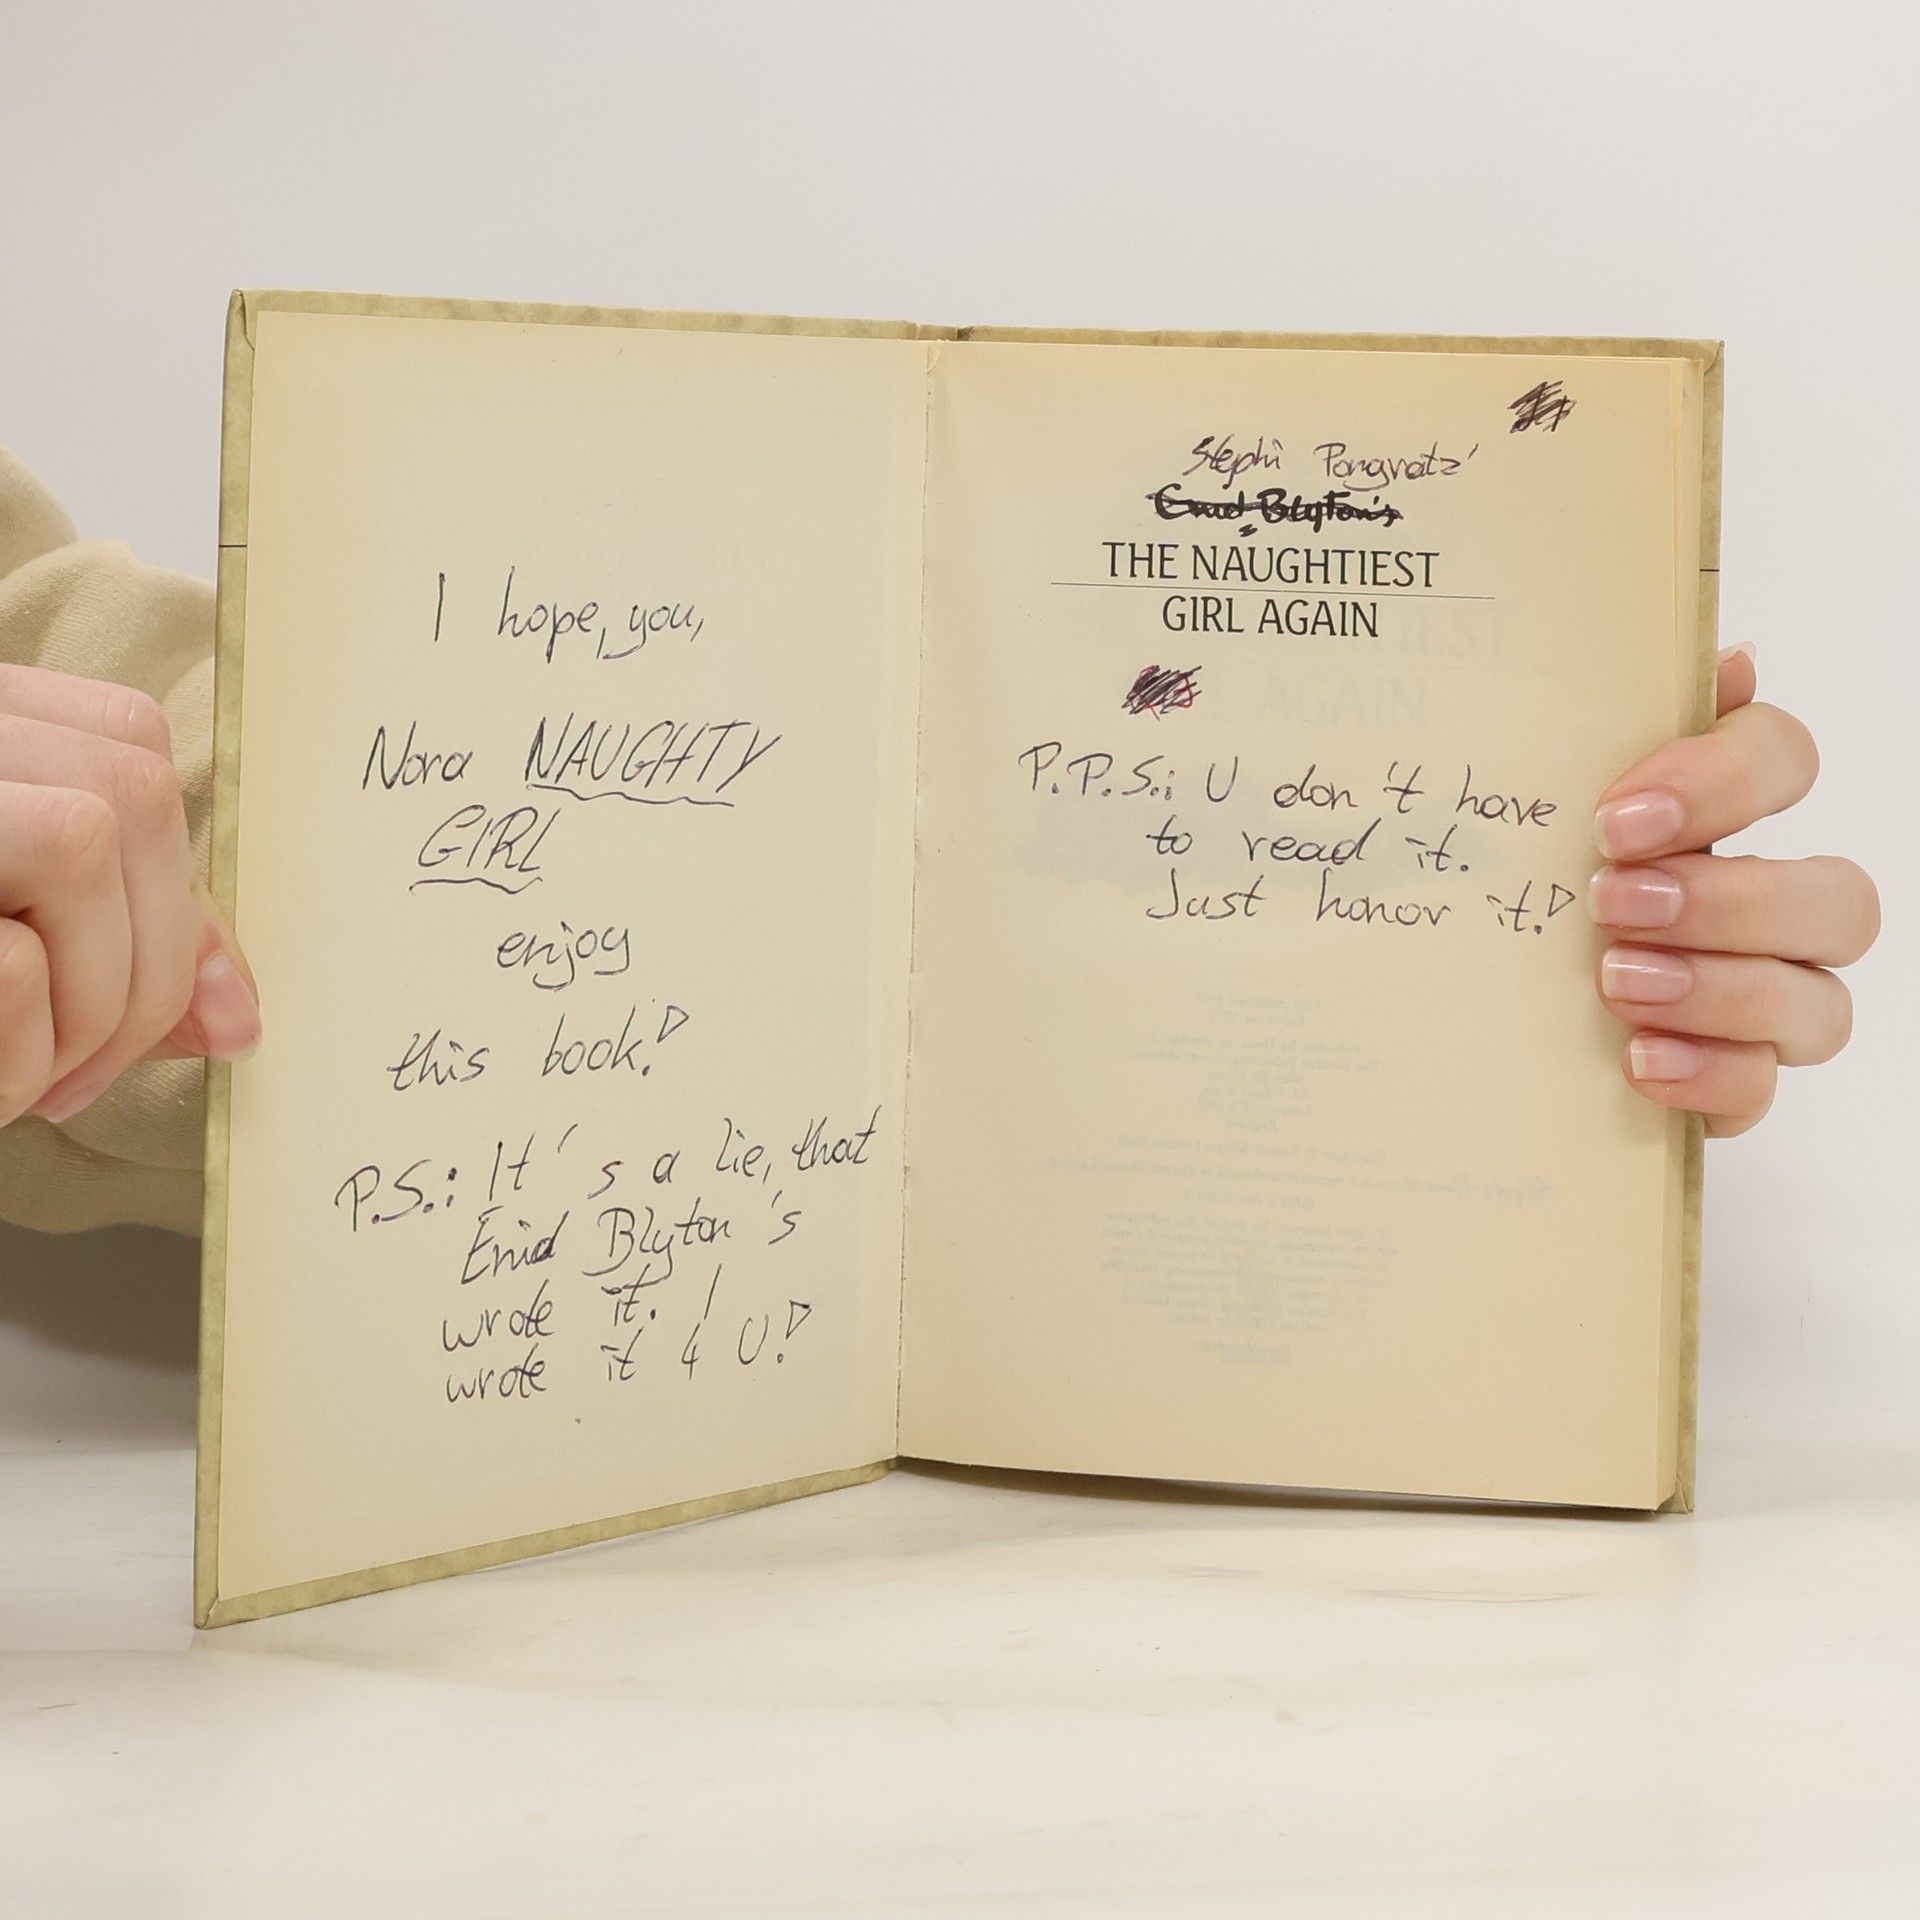 I hope, you,
Nora NAUGHTY
GIRL
enjoy
this book!
P.S.: It's a lie, that
Enid Blyton's
wrote it. I
wrote it 4 U!
Stephi Pongratz'
Enid Blyton's
THE NAUGHTIEST
GIRL AGAIN
P.P.S.: U don't have
to read it.
Just honor it!